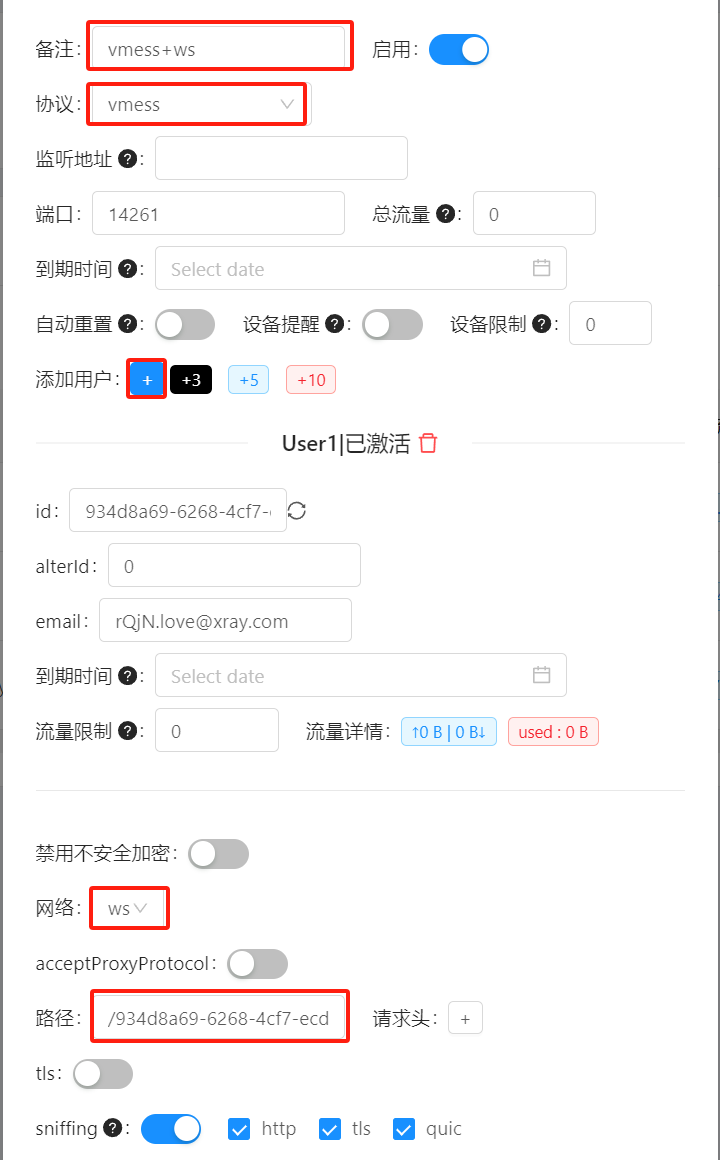 备注: vmess+ws 启用:
协议: vmess
监听地址 ? :
端口: 14261 总流量 ? : 0
到期时间 ? : Select date
自动重置 ? : 设备提醒 ? : 设备限制 ? : 0
添加用户: + +3 +5 +10
User1|已激活
id: 934d8a69-6268-4cf7-
alterId: 0
email: rQjN.love@xray.com
到期时间 ? : Select date
流量限制 ? : 0 流量详情: ↑0 B | 0 B↓ used : 0 B
禁用不安全加密:
网络: ws
acceptProxyProtocol:
路径: /934d8a69-6268-4cf7-ecd 请求头: +
tls:
sniffing ? : http tls quic